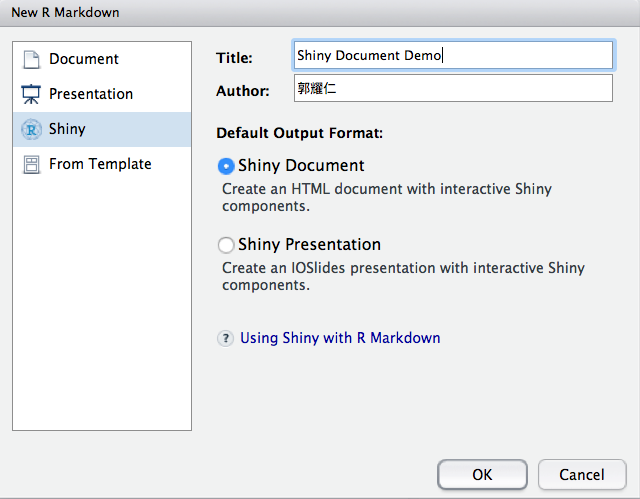 New R Markdown
Document
Presentation
Shiny
From Template
Title:
Shiny Document Demo
Author:
郭耀仁
Default Output Format:
Shiny Document
Create an HTML document with interactive Shiny
components.
Shiny Presentation
Create an IOSlides presentation with interactive Shiny
components.
? Using Shiny with R Markdown
OK
Cancel